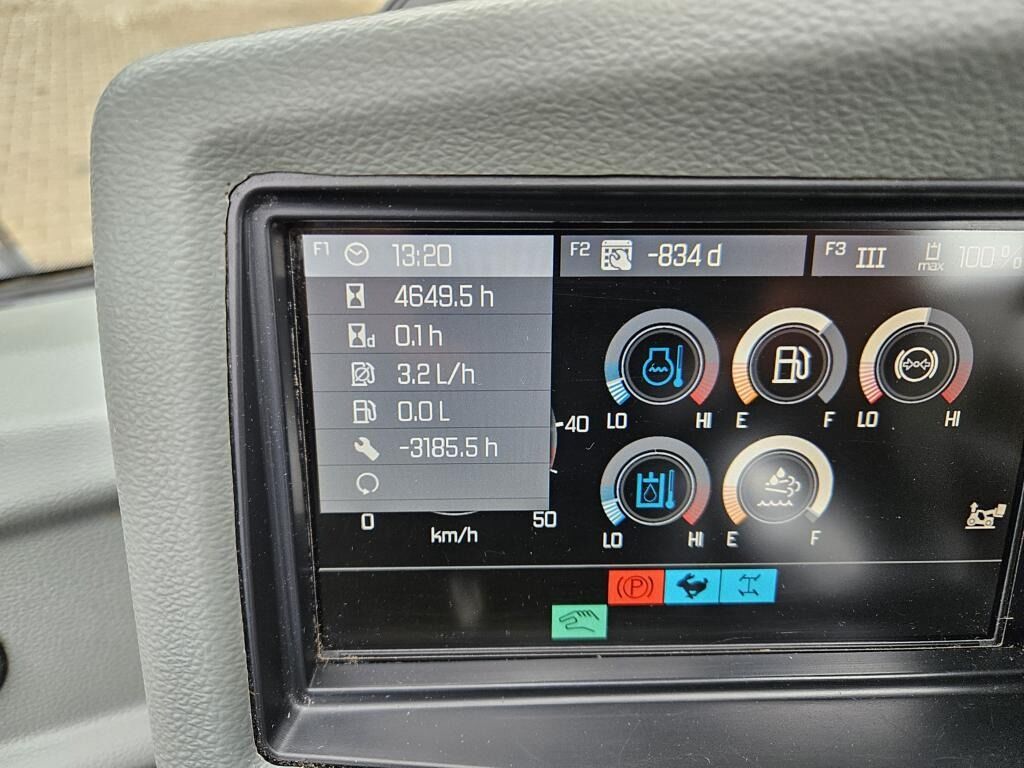 F1 13:20
F2 -834 d
F3 III max 100%
4649.5 h
d 0.1 h
3.2 L/h
0.0 L
-3185.5 h
40
LO HI E F LO HI
0 km/h 50
LO HI E F
(P)